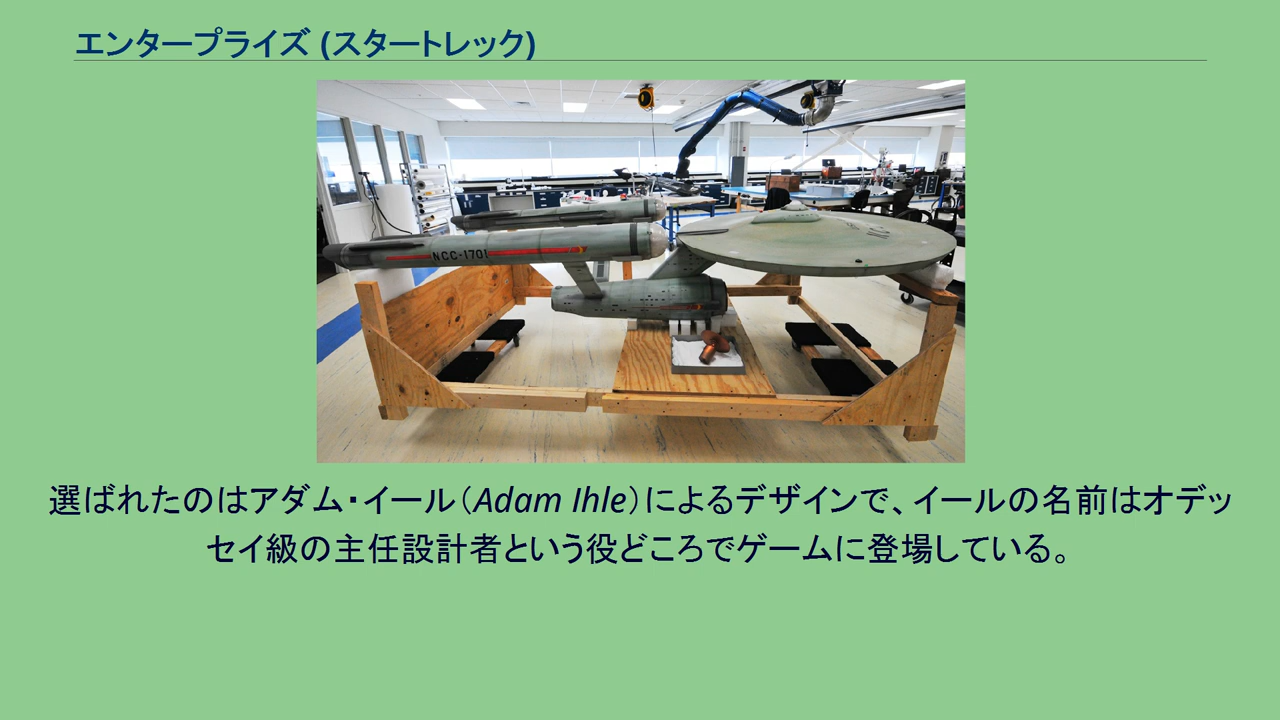 エンタープライズ (スタートレック)
NCC-1701
選ばれたのはアダム・イール（Adam Ihle）によるデザインで、イールの名前はオデッ
セイ級の主任設計者という役どころでゲームに登場している。